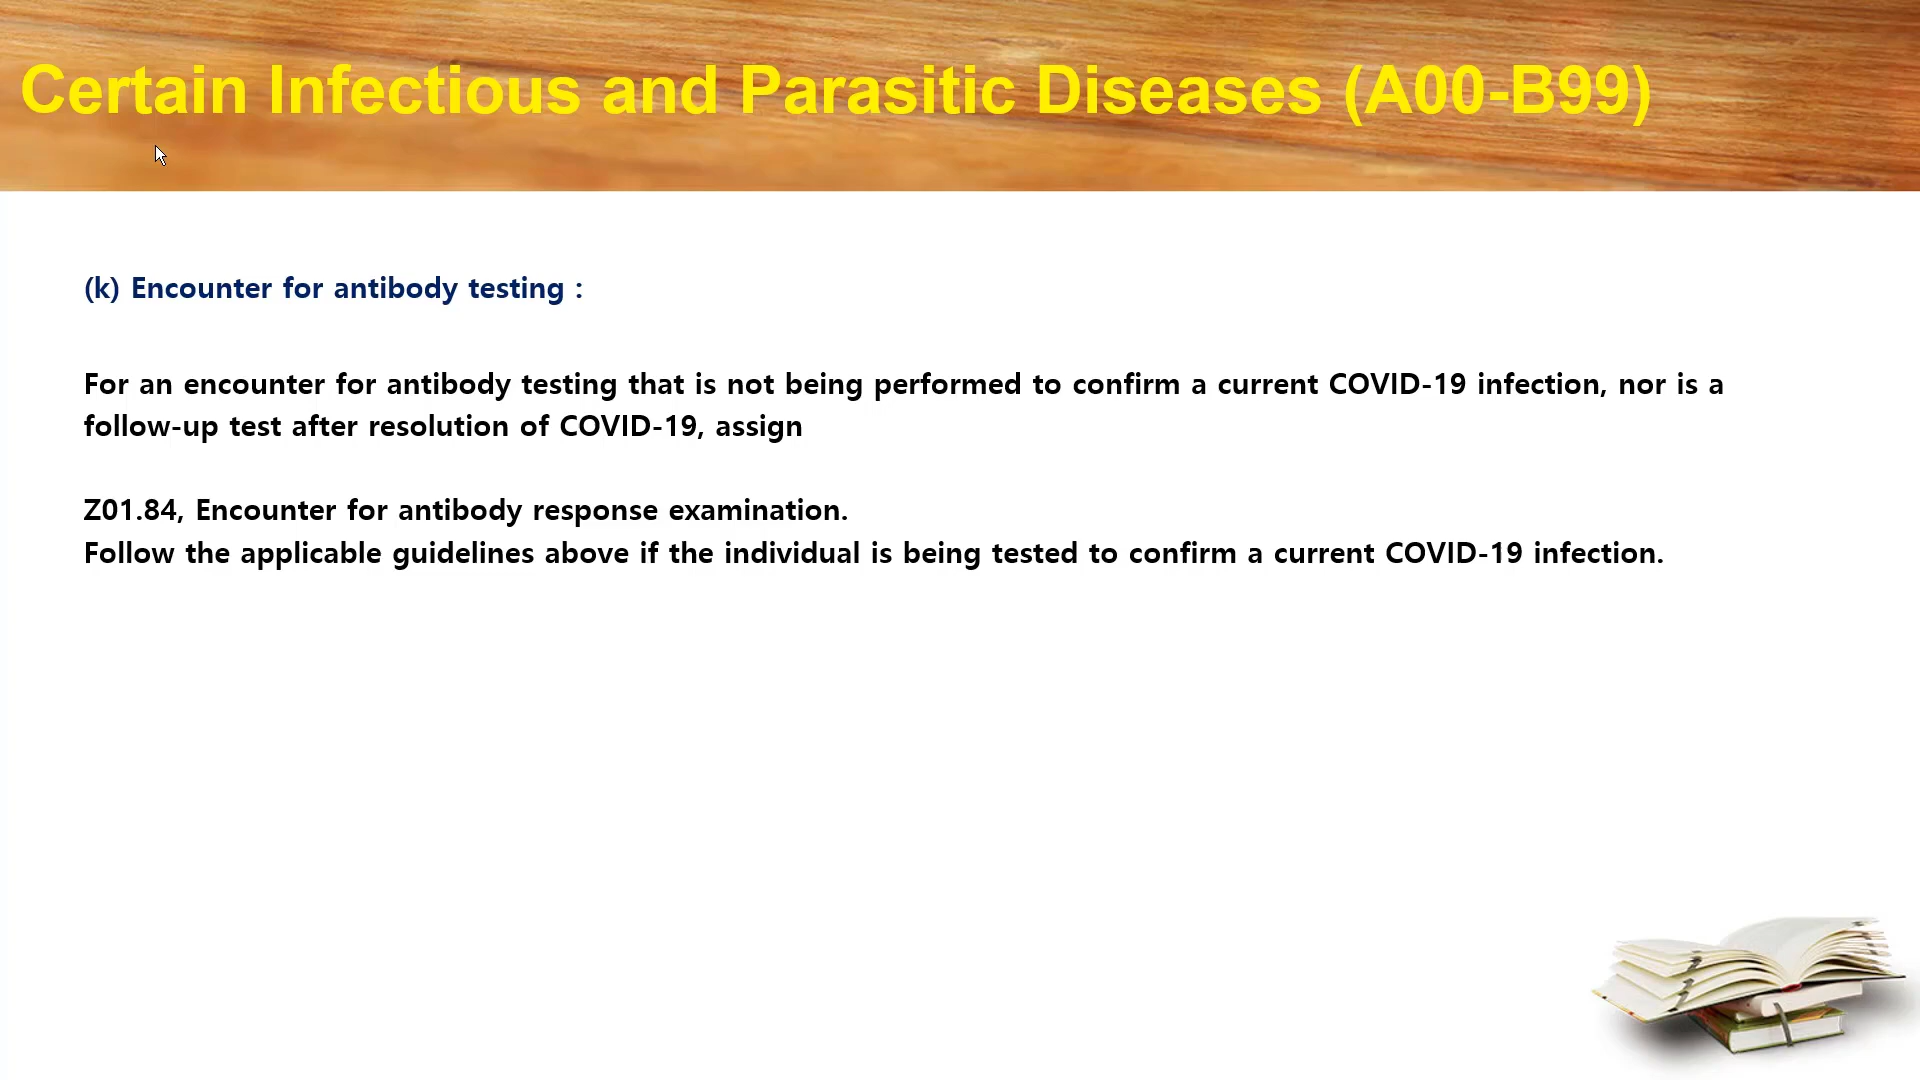 Certain Infectious and Parasitic Diseases (A00-B99)
(k) Encounter for antibody testing :
For an encounter for antibody testing that is not being performed to confirm a current COVID-19 infection, nor is a
follow-up test after resolution of COVID-19, assign
Z01.84, Encounter for antibody response examination.
Follow the applicable guidelines above if the individual is being tested to confirm a current COVID-19 infection.